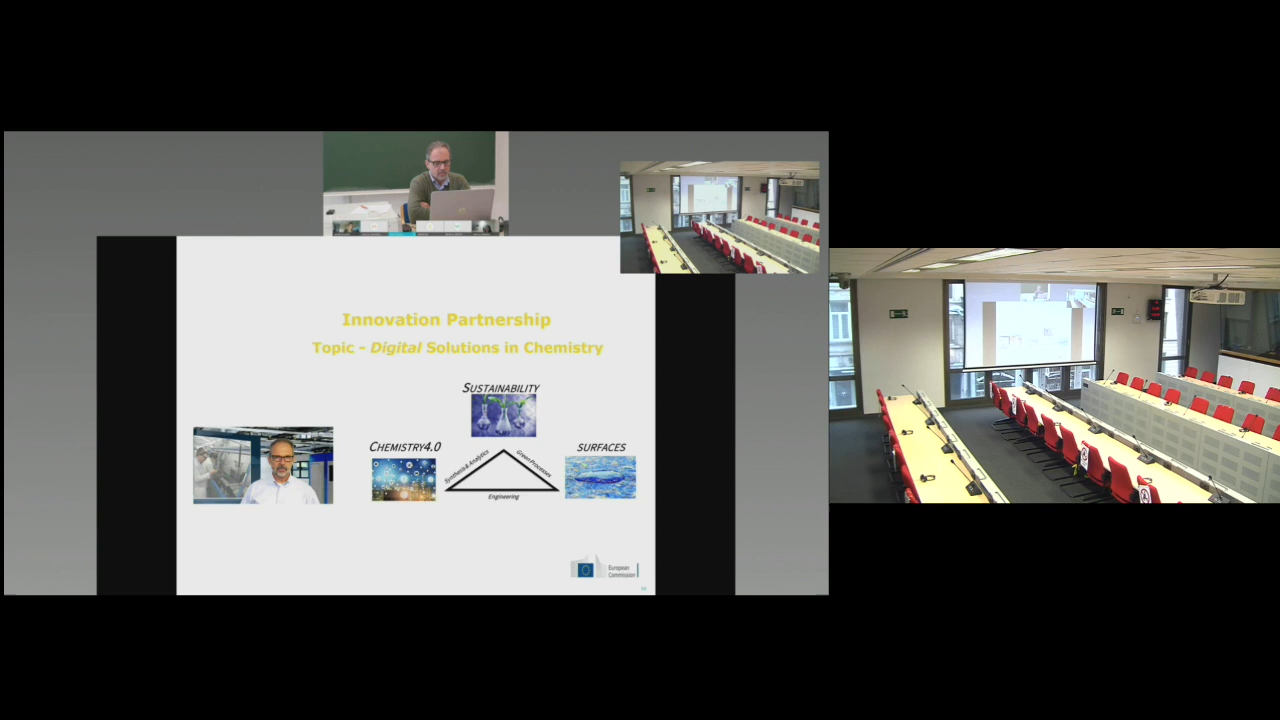 Innovation Partnership
Topic - Digital Solutions in Chemistry
SUSTAINABILITY
CHEMISTRY4.0
SURFACES
Synthesis & Analytics
Green Processes
Engineering
European
Commission